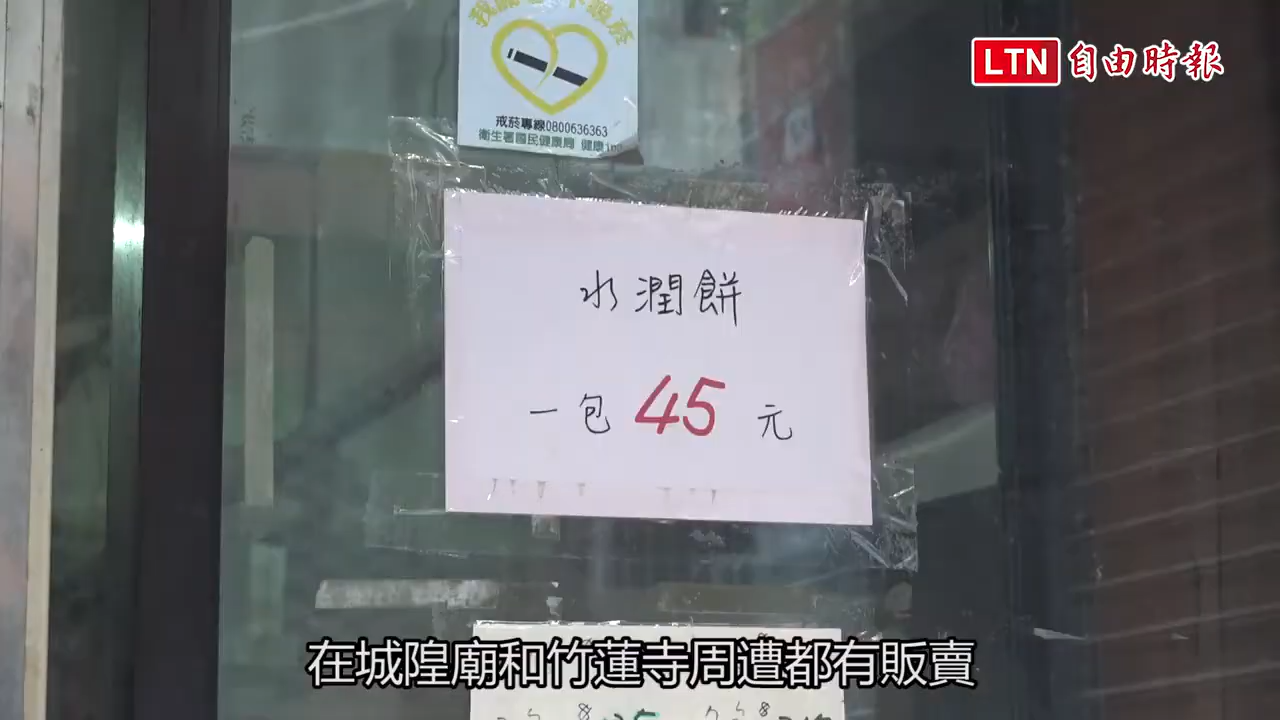 LTN 自由時報
戒菸專線0800636363
衛生署國民健康局 健康
水潤餅
一包 45 元
在城隍廟和竹蓮寺周遭都有販賣